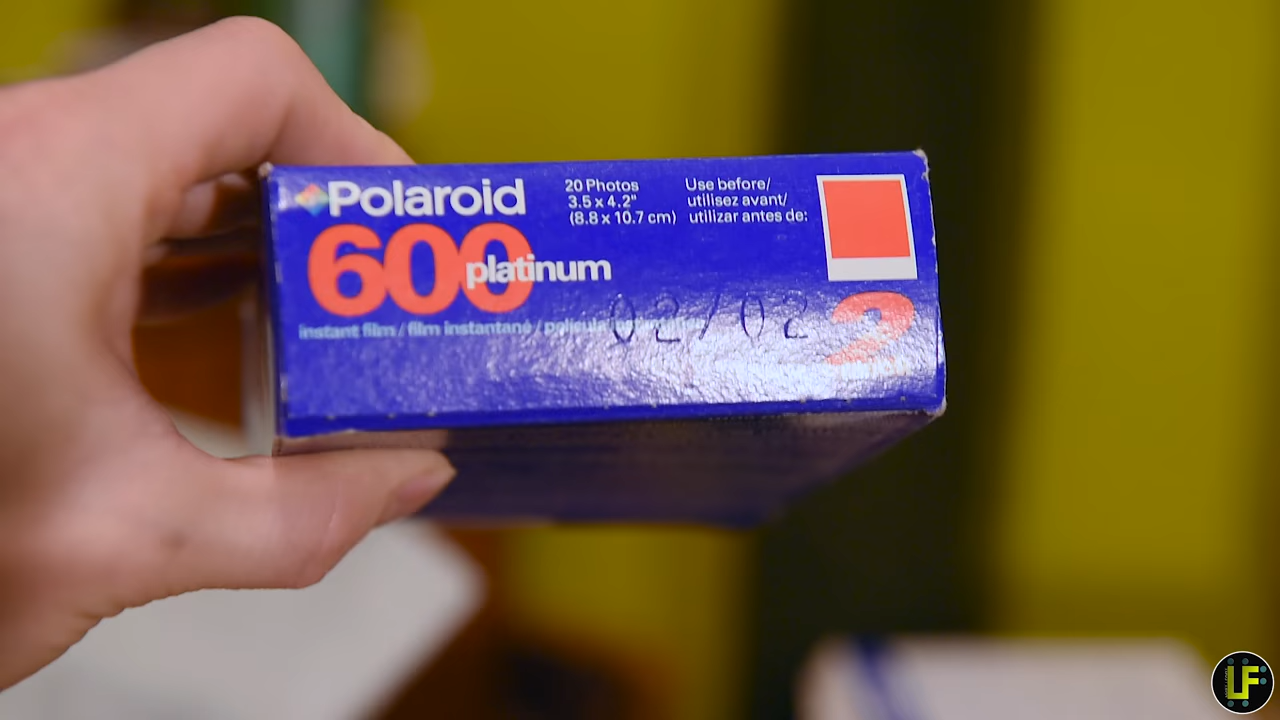 Polaroid
600
platinum
instant film / film instantané / película
20 Photos
3.5 x 4.2"
(8.8 x 10.7 cm)
Use before/
utilisez avant/
utilizar antes de:
02/02
2
LF